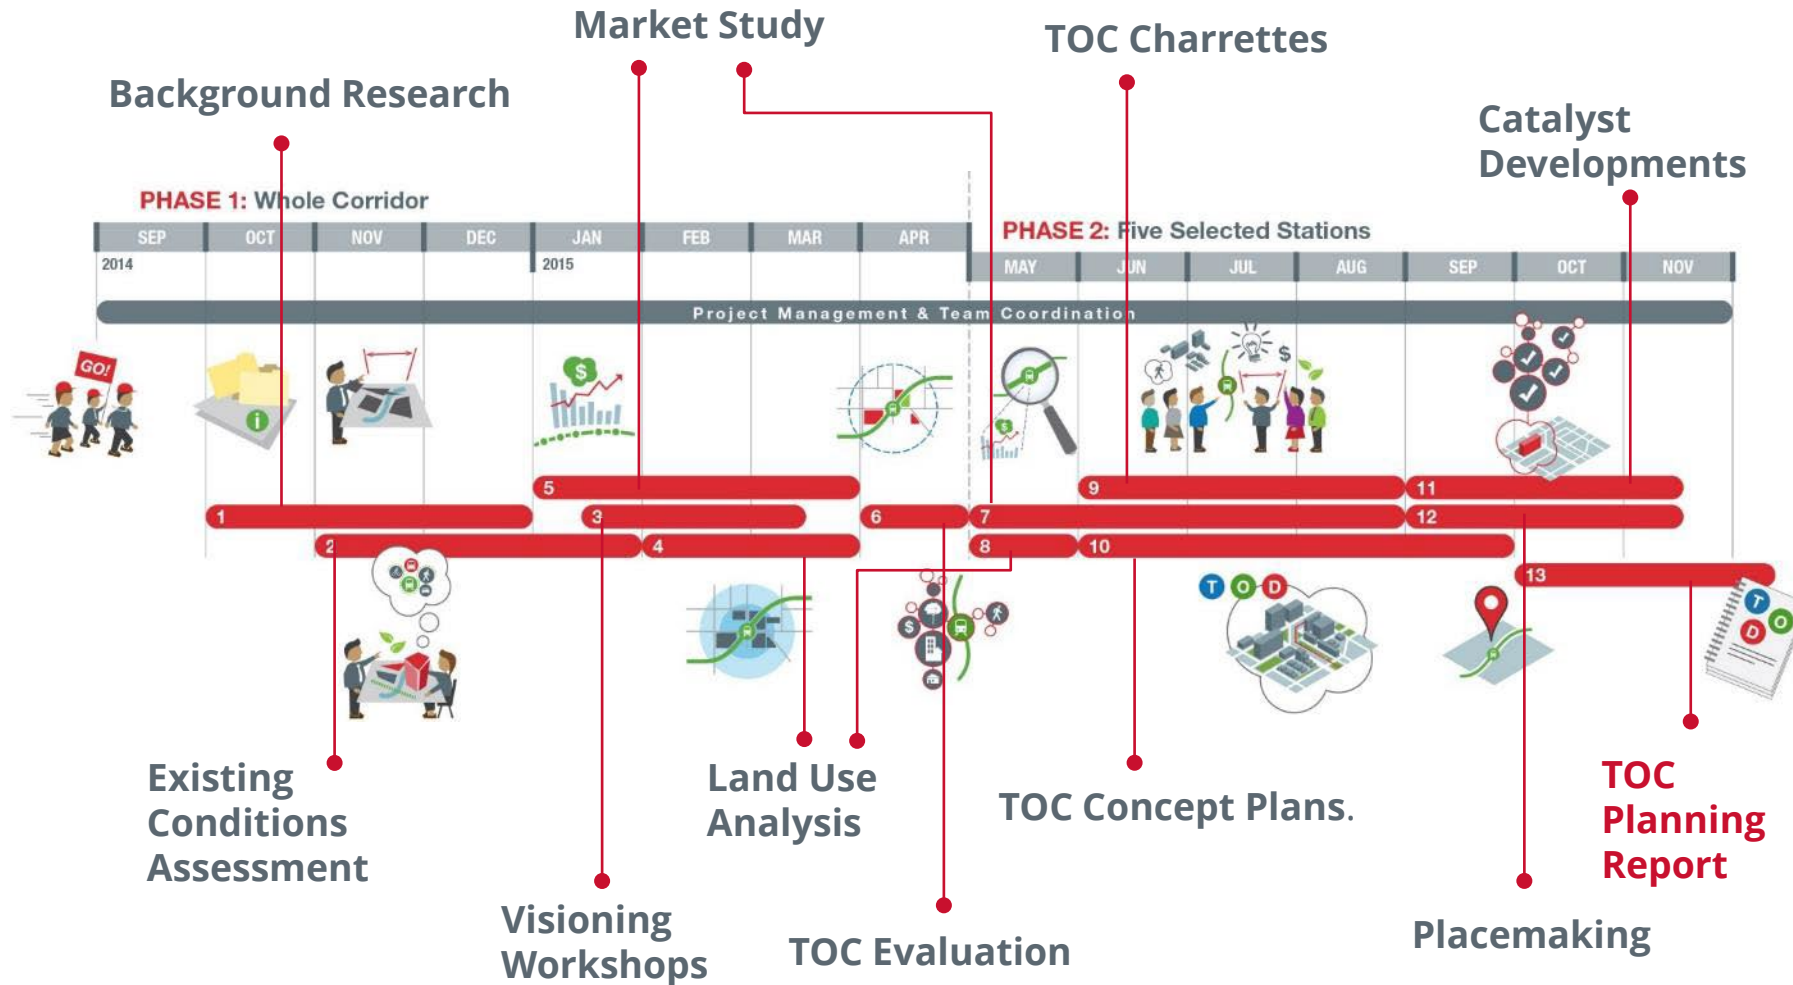 Market Study
TOC Charrettes
Background Research
Catalyst
Developments
PHASE 1: Whole Corridor
SEP OCT NOV DEC JAN FEB MAR APR
2014 2015
PHASE 2: Five Selected Stations
MAY JUN JUL AUG SEP OCT NOV
Project Management & Team Coordination
GO!
i
$
$
$
5
9
11
1
3
6
7
12
2
4
8
10
13
T O D
$
T
O
D
Existing
Conditions
Assessment
Land Use
Analysis
TOC Concept Plans.
TOC
Planning
Report
Visioning
Workshops
TOC Evaluation
Placemaking